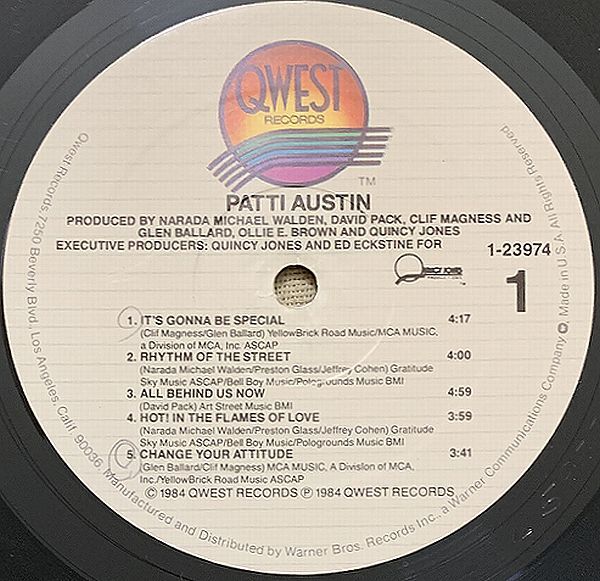 QWEST
RECORDS
TM
PATTI AUSTIN
PRODUCED BY NARADA MICHAEL WALDEN, DAVID PACK, CLIF MAGNESS AND
GLEN BALLARD, OLLIE E. BROWN AND QUINCY JONES
EXECUTIVE PRODUCERS: QUINCY JONES AND ED ECKSTINE FOR
QUINCY JONES
PRODUCTIONS
1-23974
1
1. IT'S GONNA BE SPECIAL 4:17
(Clif Magness/Glen Ballard) YellowBrick Road Music/MCA MUSIC,
a Division of MCA, Inc. ASCAP
2. RHYTHM OF THE STREET 4:00
(Narada Michael Walden/Preston Glass/Jeffrey Cohen) Gratitude
Sky Music ASCAP/Bell Boy Music/Pologrounds Music BMI
3. ALL BEHIND US NOW 4:59
(David Pack) Art Street Music BMI
4. HOT! IN THE FLAMES OF LOVE 3:59
(Narada Michael Walden/Preston Glass/Jeffrey Cohen) Gratitude
Sky Music ASCAP/Bell Boy Music/Pologrounds Music BMI
5. CHANGE YOUR ATTITUDE 3:41
(Glen Ballard/Clif Magness) MCA MUSIC, A Division of MCA,
Inc./YellowBrick Road Music ASCAP
© 1984 QWEST RECORDS ℗ 1984 QWEST RECORDS
Qwest Records 7250 Beverly Blvd, Los Angeles, Calif. 90036, Manufactured and Distributed by Warner Bros. Records Inc., a Warner Communications Company Made in U.S.A. All Rights Reserved